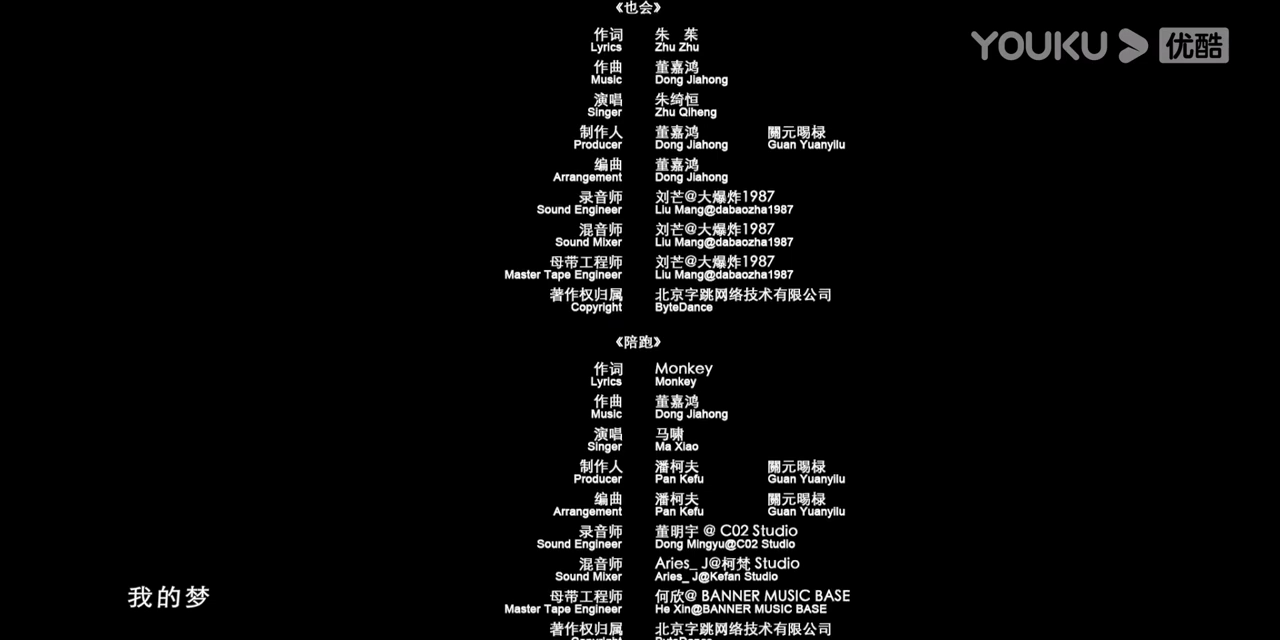 《也会》
YOUKU 优酷
作词 朱 茱
Lyrics Zhu Zhu
作曲 董嘉鸿
Music Dong Jiahong
演唱 朱绮恒
Singer Zhu Qiheng
制作人 董嘉鸿 關元晹椂
Producer Dong Jiahong Guan Yuanyilu
编曲 董嘉鸿
Arrangement Dong Jiahong
录音师 刘芒@大爆炸1987
Sound Engineer Liu Mang@dabaozha1987
混音师 刘芒@大爆炸1987
Sound Mixer Liu Mang@dabaozha1987
母带工程师 刘芒@大爆炸1987
Master Tape Engineer Liu Mang@dabaozha1987
著作权归属 北京字跳网络技术有限公司
Copyright ByteDance
《陪跑》
作词 Monkey
Lyrics Monkey
作曲 董嘉鸿
Music Dong Jiahong
演唱 马啸
Singer Ma Xiao
制作人 潘柯夫 關元晹椂
Producer Pan Kefu Guan Yuanyilu
编曲 潘柯夫 關元晹椂
Arrangement Pan Kefu Guan Yuanyilu
录音师 董明宇 @ C02 Studio
Sound Engineer Dong Mingyu@C02 Studio
混音师 Aries_ J@柯梵 Studio
Sound Mixer Aries_ J@Kefan Studio
我的梦
母带工程师 何欣@ BANNER MUSIC BASE
Master Tape Engineer He Xin@BANNER MUSIC BASE
著作权归属 北京字跳网络技术有限公司
Copyright ByteDance